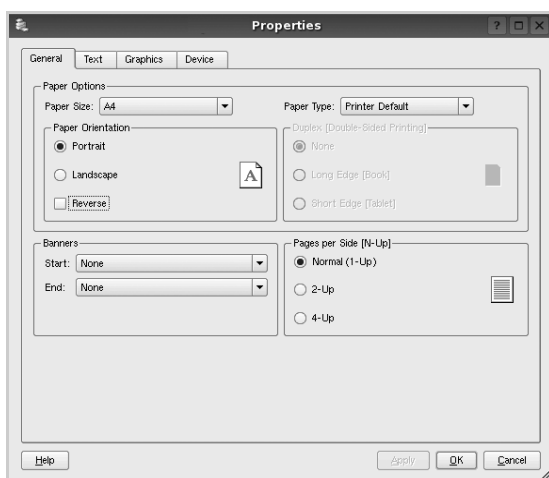 Properties
General Text Graphics Device
Paper Options
Paper Size: A4 Paper Type: Printer Default
Paper Orientation
Portrait
Landscape
Reverse
A
Duplex [Double-Sided Printing]
None
Long Edge [Book]
Short Edge [Tablet]
Banners
Start: None
End: None
Pages per Side [N-Up]
Normal (1-Up)
2-Up
4-Up
Help Apply OK Cancel